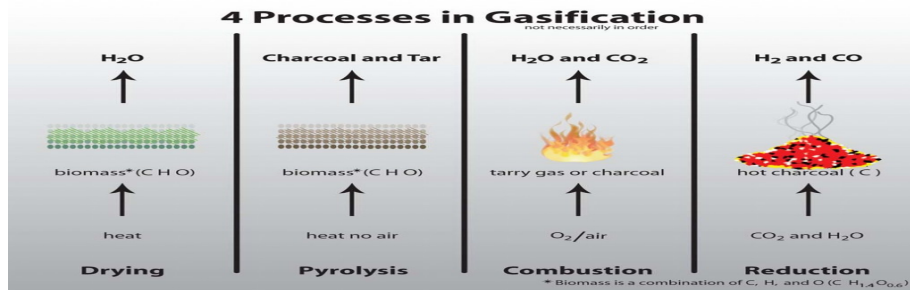 4 Processes in Gasification
not necessarily in order
H₂O
Charcoal and Tar
H₂O and CO₂
H₂ and CO
biomass*(C H O)
biomass*(C H O)
tarry gas or charcoal
hot charcoal (C)
heat
heat no air
O₂/air
CO₂ and H₂O
Drying
Pyrolysis
Combustion
Reduction
* Biomass is a combination of C, H, and O (C H₁.₄O₀.₆)